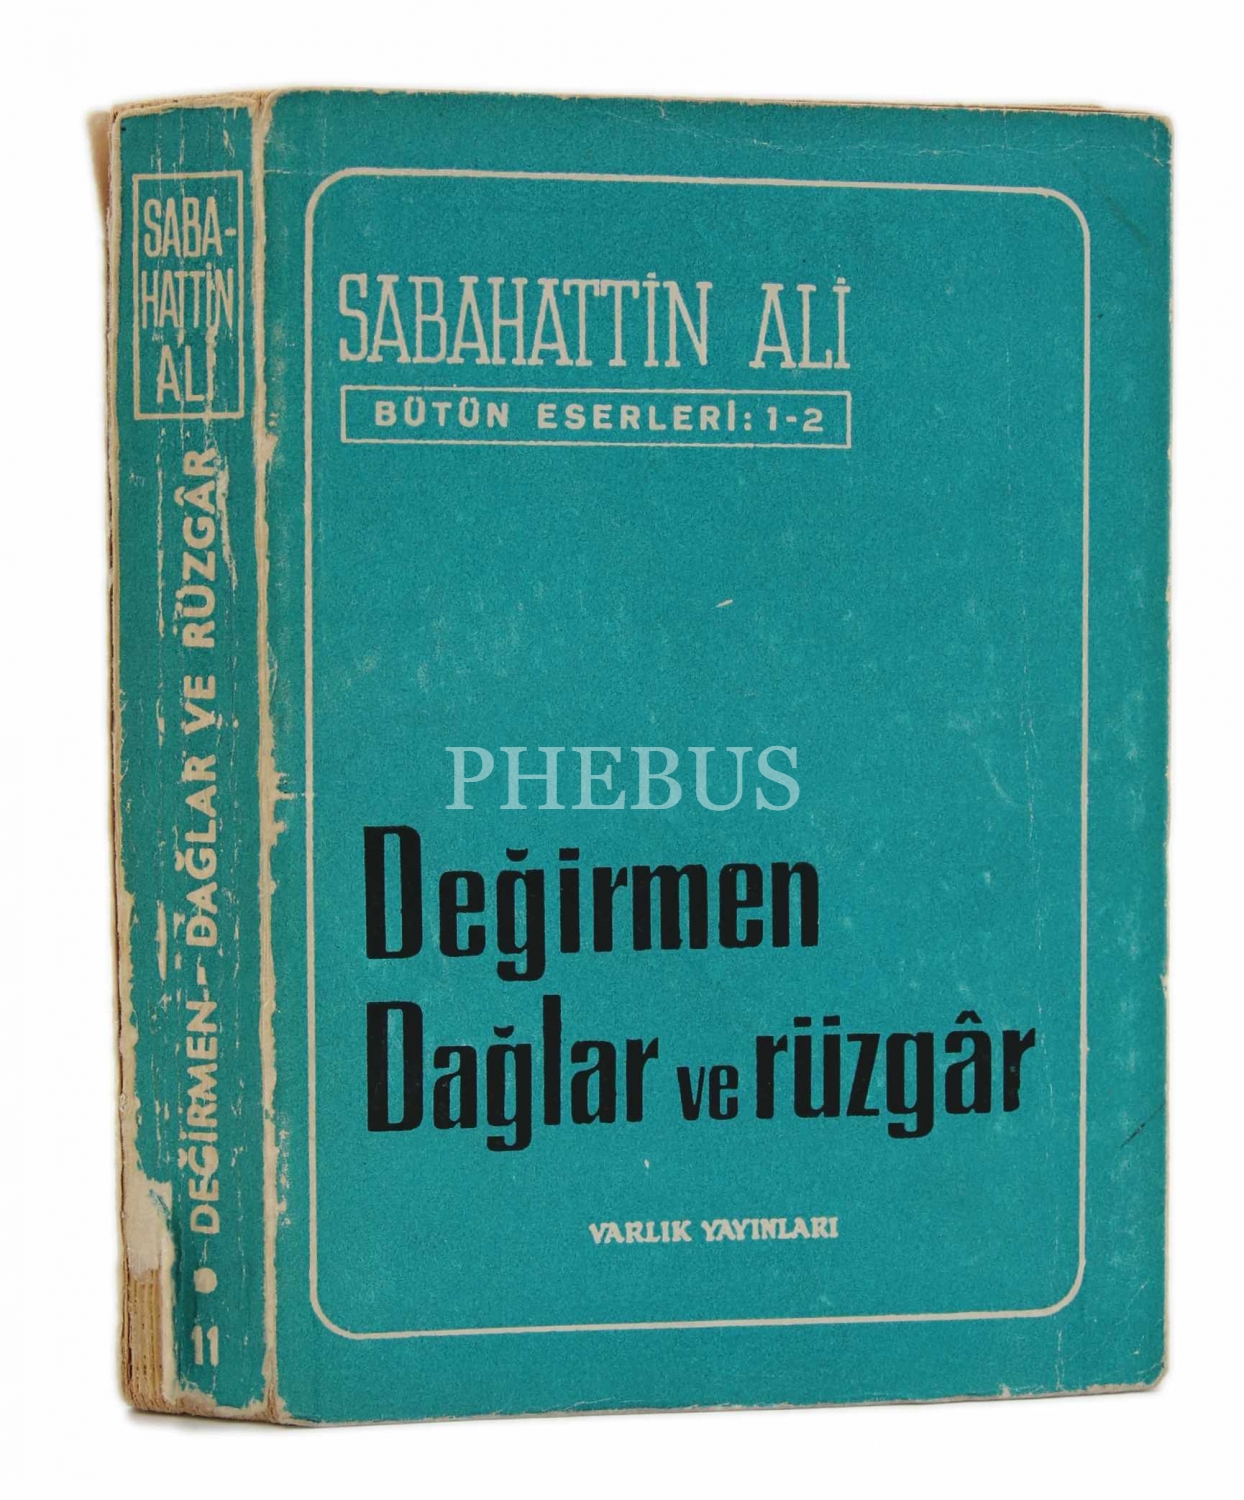 SABA-
HATTİN
ALİ
DEĞİRMEN - DAĞLAR VE RÜZGÂR
11
SABAHATTİN ALİ
BÜTÜN ESERLERİ: 1-2
PHEBUS
Değirmen
Dağlar ve rüzgâr
VARLIK YAYINLARI